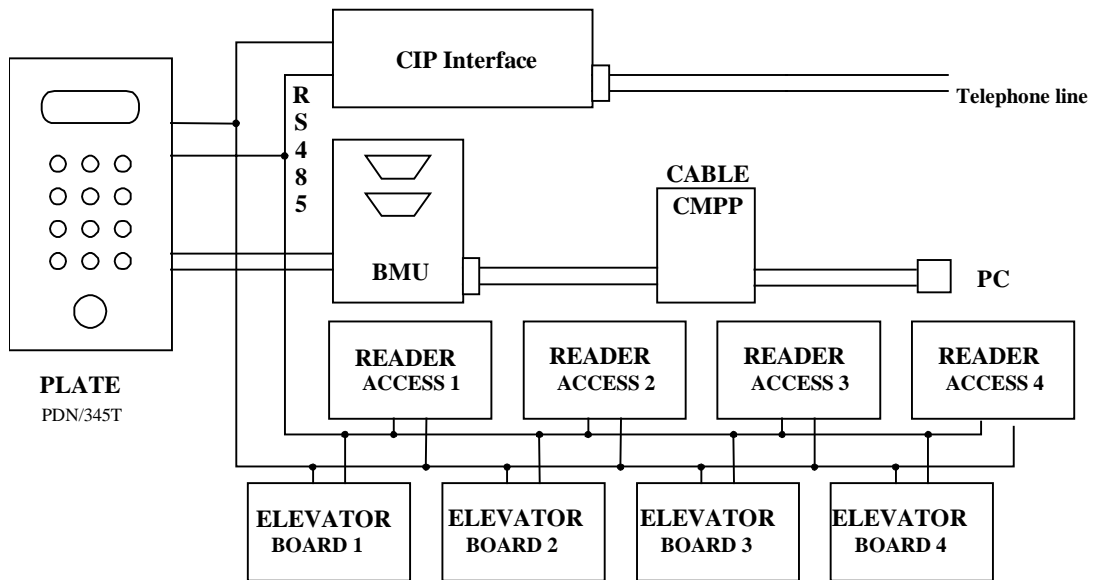 CIP Interface
Telephone line
R
S
4
8
5
CABLE
CMPP
BMU
PC
PLATE
PDN/345T
READER
ACCESS 1
READER
ACCESS 2
READER
ACCESS 3
READER
ACCESS 4
ELEVATOR
BOARD 1
ELEVATOR
BOARD 2
ELEVATOR
BOARD 3
ELEVATOR
BOARD 4